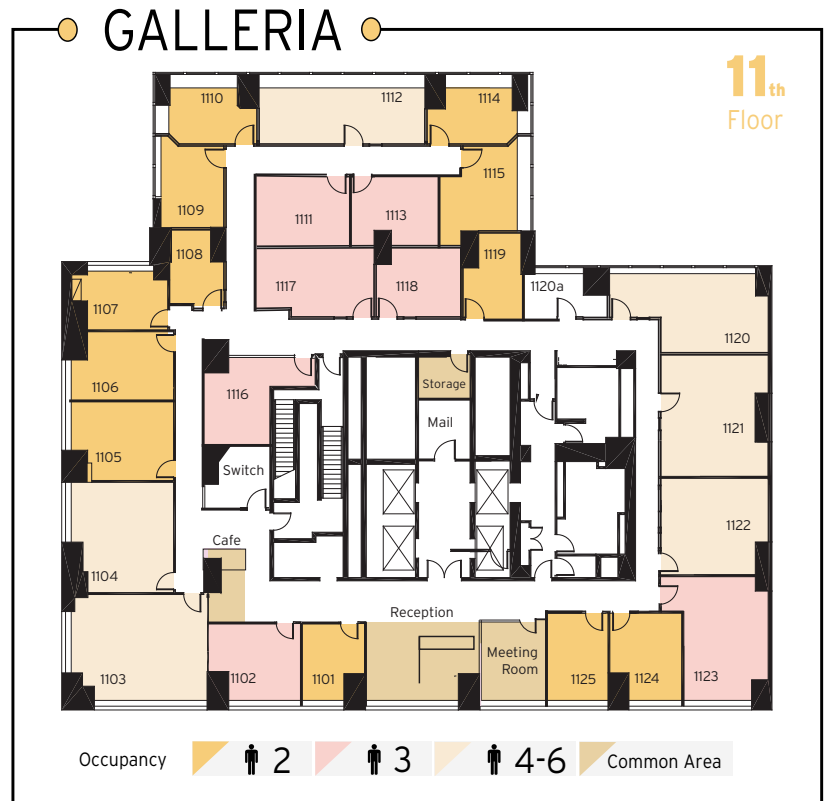 GALLERIA
11th
Floor
1110
1112
1114
1109
1111
1113
1115
1108
1107
1117
1118
1119
1120a
1120
1106
1116
Storage
1121
1105
Switch
Mail
1122
1104
Cafe
Reception
1103
1102
1101
Meeting
Room
1125
1124
1123
Occupancy 2 3 4-6 Common Area